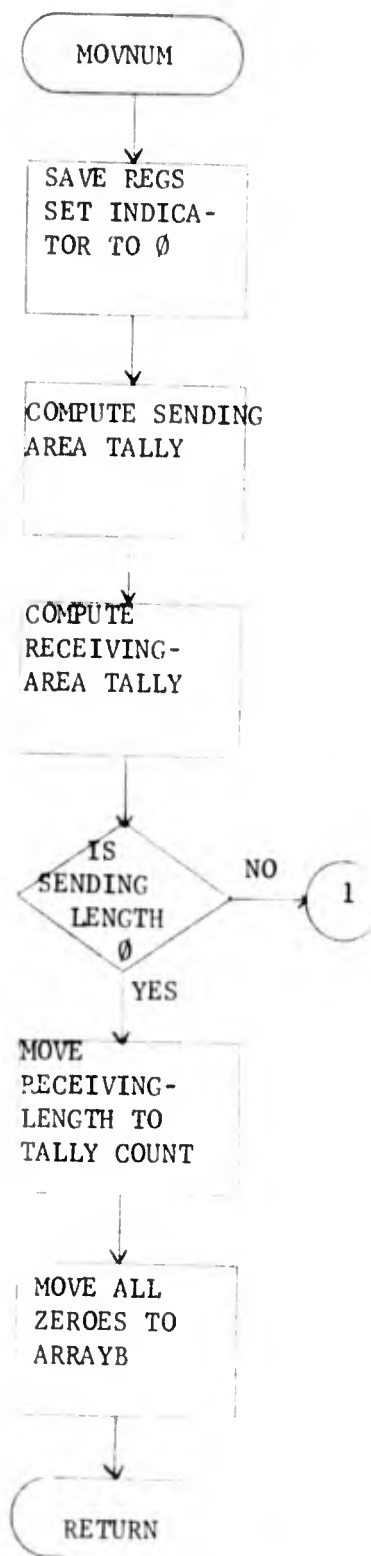 MOVNUM
SAVE REGS
SET INDICA-
TOR TO Ø
COMPUTE SENDING
AREA TALLY
COMPUTE
RECEIVING-
AREA TALLY
IS
SENDING
LENGTH
Ø
NO
1
YES
MOVE
RECEIVING-
LENGTH TO
TALLY COUNT
MOVE ALL
ZEROES TO
ARRAYB
RETURN